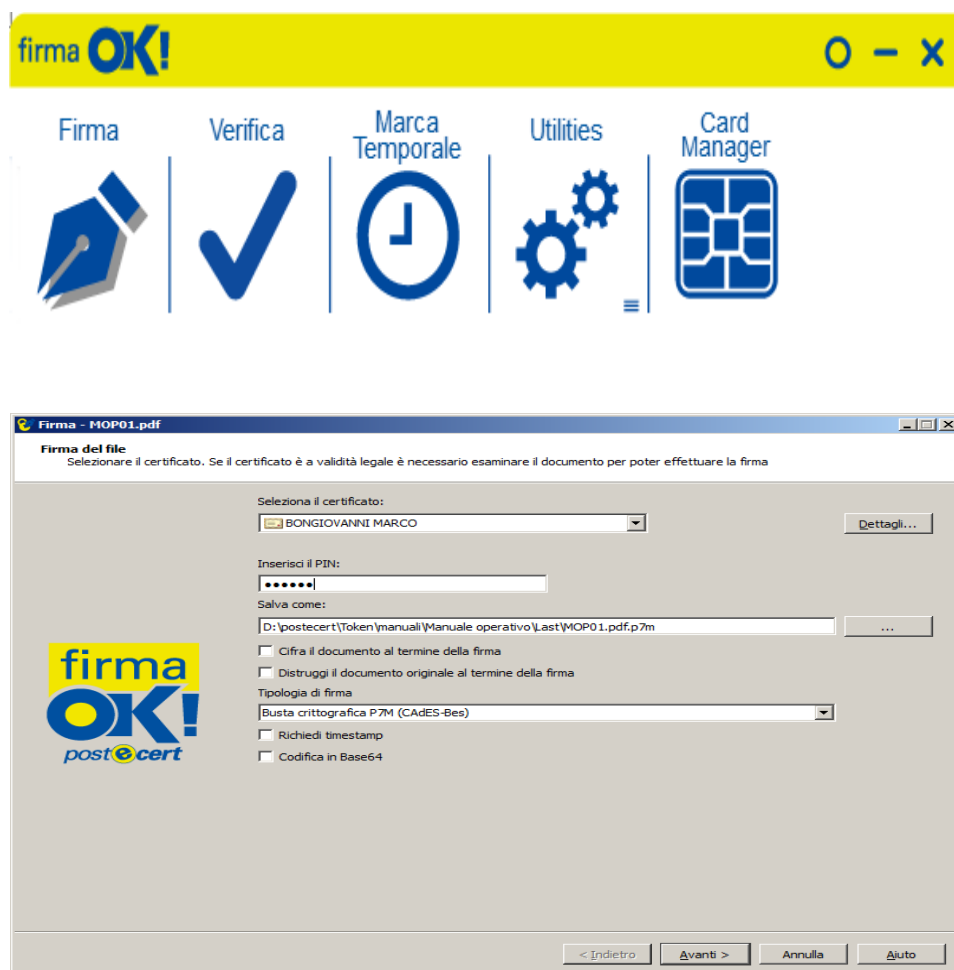 firma OK!
Firma
Verifica
Marca
Temporale
Utilities
Card
Manager
Firma - MOP01.pdf
Firma del file
Selezionare il certificato. Se il certificato è a validità legale è necessario esaminare il documento per poter effettuare la firma
Seleziona il certificato:
BONGIOVANNI MARCO
Dettagli...
Inserisci il PIN:
●●●●●●
Salva come:
D:\postecert\Token\manuali\Manuale operativo\Last\MOP01.pdf.p7m
...
Cifra il documento al termine della firma
Distruggi il documento originale al termine della firma
Tipologia di firma
Busta crittografica P7M (CAdES-Bes)
Richiedi timestamp
Codifica in Base64
firma
OK!
postecert
< Indietro
Avanti >
Annulla
Aiuto